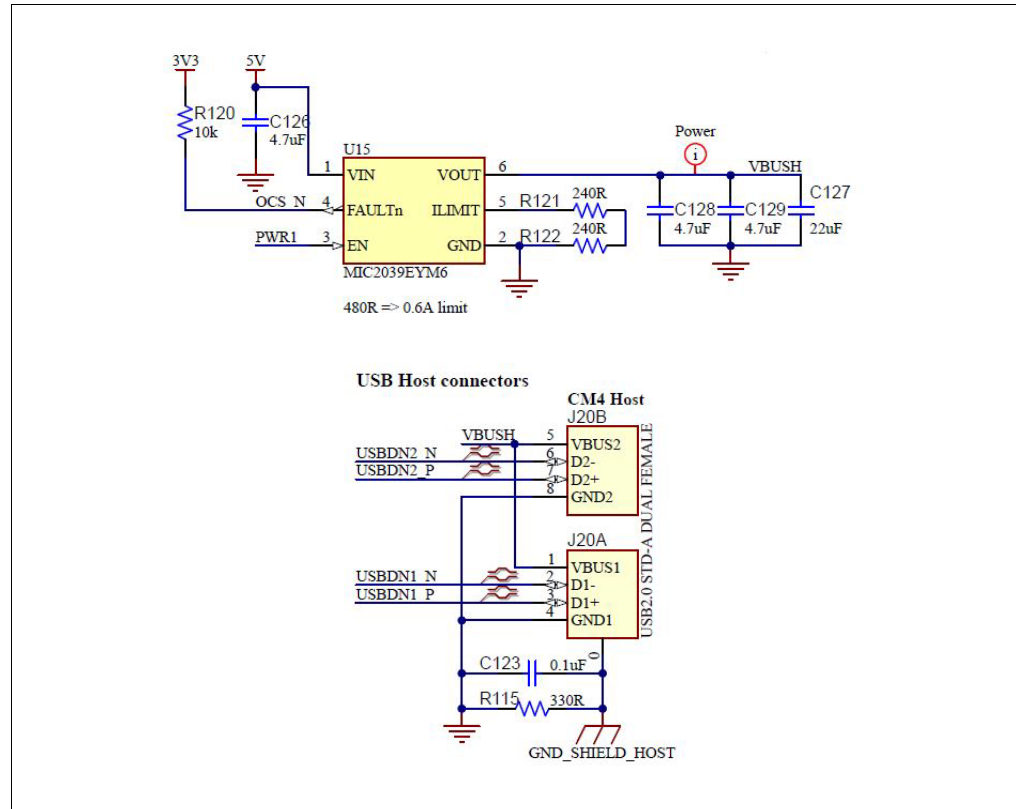 3V3 5V
R120
10k
C126
4.7uF
U15
1 VIN VOUT 6
OCS_N 4 FAULTn ILIMIT 5 R121 240R
PWR1 3 EN GND 2 R122 240R
MIC2039EYM6
480R => 0.6A limit
Power
i
VBUSH
C128
4.7uF
C129
4.7uF
C127
22uF
USB Host connectors
CM4 Host
J20B
VBUSH 5 VBUS2
USBDN2_N 6 D2-
USBDN2_P 7 D2+
8 GND2
J20A
1 VBUS1
USBDN1_N 2 D1-
USBDN1_P 3 D1+
4 GND1
USB2.0 STD-A DUAL FEMALE
0
C123 0.1uF
R115 330R
GND_SHIELD_HOST